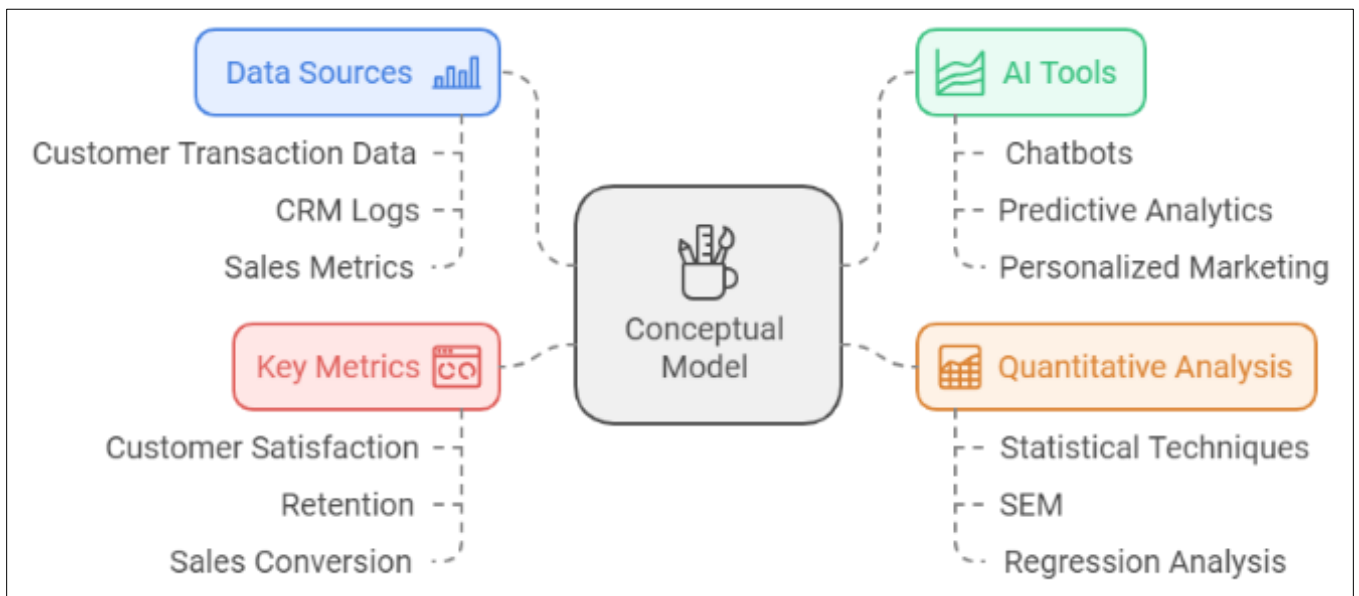 Data Sources
Customer Transaction Data
CRM Logs
Sales Metrics
Key Metrics
Customer Satisfaction
Retention
Sales Conversion
Conceptual
Model
AI Tools
Chatbots
Predictive Analytics
Personalized Marketing
Quantitative Analysis
Statistical Techniques
SEM
Regression Analysis